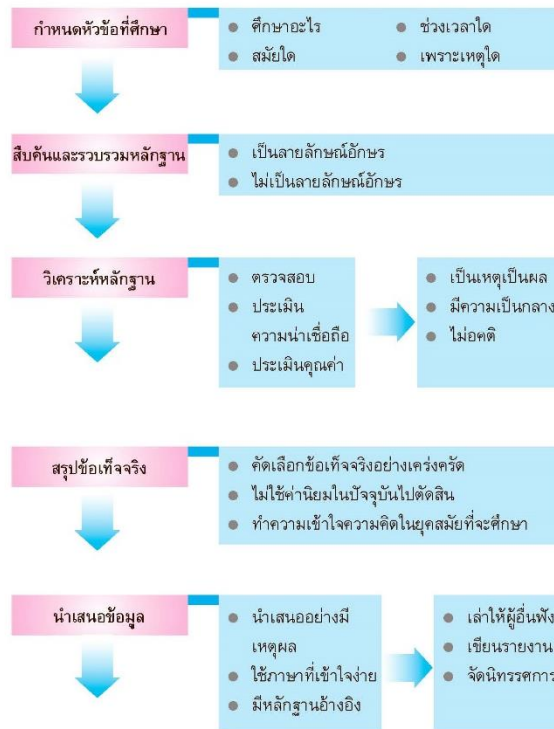 กำหนดหัวข้อที่ศึกษา
● ศึกษาอะไร
● ช่วงเวลาใด
● สมัยใด
● เพราะเหตุใด
สืบค้นและรวบรวมหลักฐาน
● เป็นลายลักษณ์อักษร
● ไม่เป็นลายลักษณ์อักษร
วิเคราะห์หลักฐาน
● ตรวจสอบ
● ประเมิน
ความน่าเชื่อถือ
● ประเมินคุณค่า
● เป็นเหตุเป็นผล
● มีความเป็นกลาง
● ไม่อคติ
สรุปข้อเท็จจริง
● คัดเลือกข้อเท็จจริงอย่างเคร่งครัด
● ไม่ใช้ค่านิยมในปัจจุบันไปตัดสิน
● ทำความเข้าใจความคิดในยุคสมัยที่จะศึกษา
นำเสนอข้อมูล
● นำเสนออย่างมี
เหตุผล
● ใช้ภาษาที่เข้าใจง่าย
● มีหลักฐานอ้างอิง
● เล่าให้ผู้อื่นฟัง
● เขียนรายงาน
● จัดนิทรรศการ